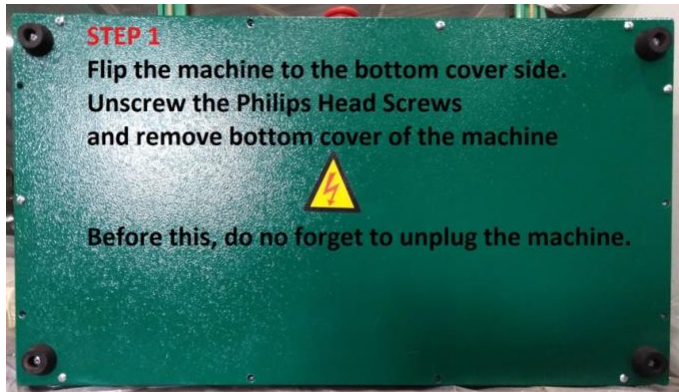 STEP 1
Flip the machine to the bottom cover side.
Unscrew the Philips Head Screws
and remove bottom cover of the machine
Before this, do no forget to unplug the machine.